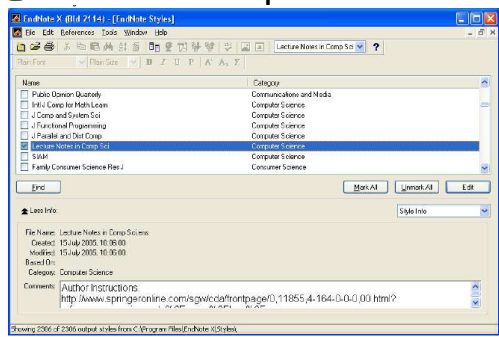 EndNote X (Bld 2114) - [EndNote Styles]
File Edit References Tools Window Help
Lecture Notes in Comp Sci
Plain Font Plain Size B I U P A¹ A₁ Σ
Name Category
Public Opinion Quarterly Communications and Media
Intl J Comp for Math Learn Computer Science
J Comp and System Sci Computer Science
J Functional Programming Computer Science
J Parallel and Dist Comp Computer Science
Lecture Notes in Comp Sci Computer Science
SIAM Computer Science
Family Consumer Science Res J Consumer Science
Find Mark All Unmark All Edit
Less Info: Style Info
File Name: Lecture Notes in Comp Sci.ens
Created: 15 July 2005, 10:06:00
Modified: 15 July 2005, 10:06:00
Based On:
Category: Computer Science
Comments: Author Instructions:
http://www.springeronline.com/sgw/cda/frontpage/0,11855,4-164-0-0-0,00.html?
Showing 2306 of 2306 output styles from C:\Program Files\EndNote X\Styles\.